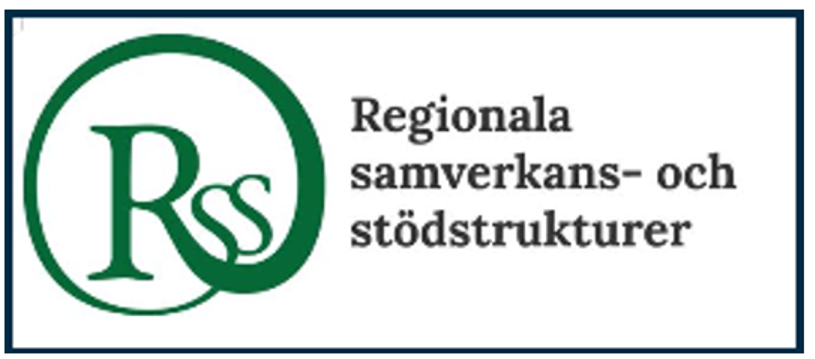 RSS
Regionala
samverkans- och
stödstrukturer